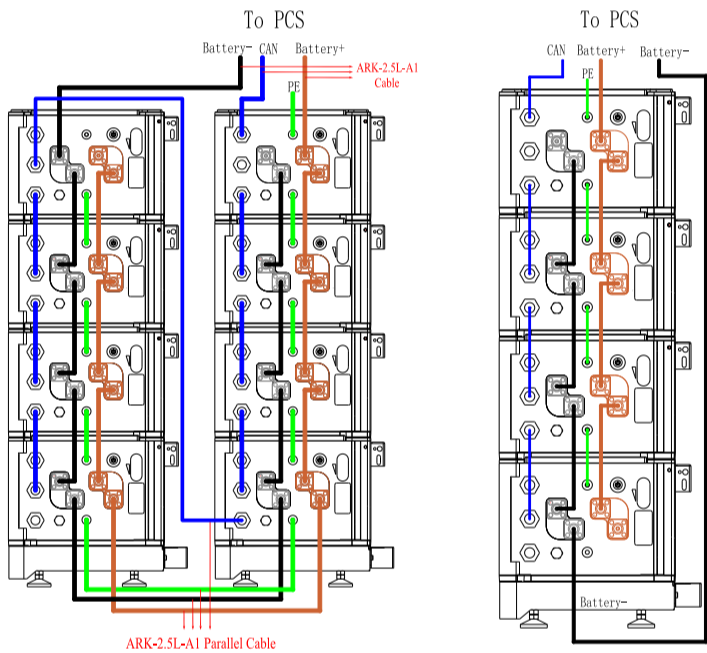 To PCS
Battery- CAN Battery+
ARK-2.5L-A1
Cable
PE
ARK-2.5L-A1 Parallel Cable
To PCS
CAN Battery+ Battery-
PE
Battery-